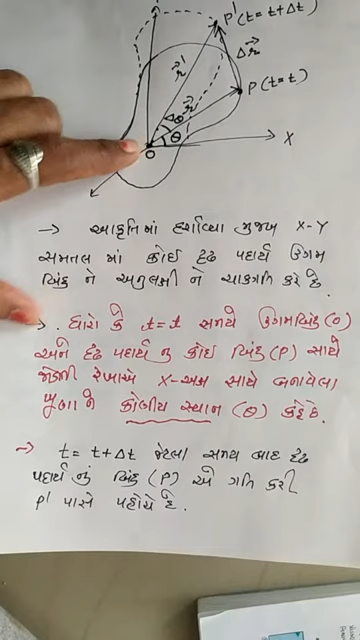 P'(t = t + Δt)
Δr⃗
r⃗'
P(t = t)
r⃗
Δθ
θ
O
X
→ આકૃતિમાં દર્શાવ્યા મુજબ X-Y
સમતલ માં કોઈ દૃઢ પદાર્થ ઉગમ
બિંદુ ને અનુલક્ષી ને ચાકગતિ કરે છે.
→. ધારો કે t=t સમયે ઉગમબિંદુ (O)
અને દૃઢ પદાર્થ નું કોઈ બિંદુ (P) સાથે
જોડતી રેખાએ X-અક્ષ સાથે બનાવેલા
ખૂણા ને કોણીય સ્થાન (θ) કહે છે.
→ t = t + Δt જેટલા સમય બાદ દૃઢ
પદાર્થ નું બિંદુ (P) એ ગતિ કરી
P' પાસે પહોંચે છે.